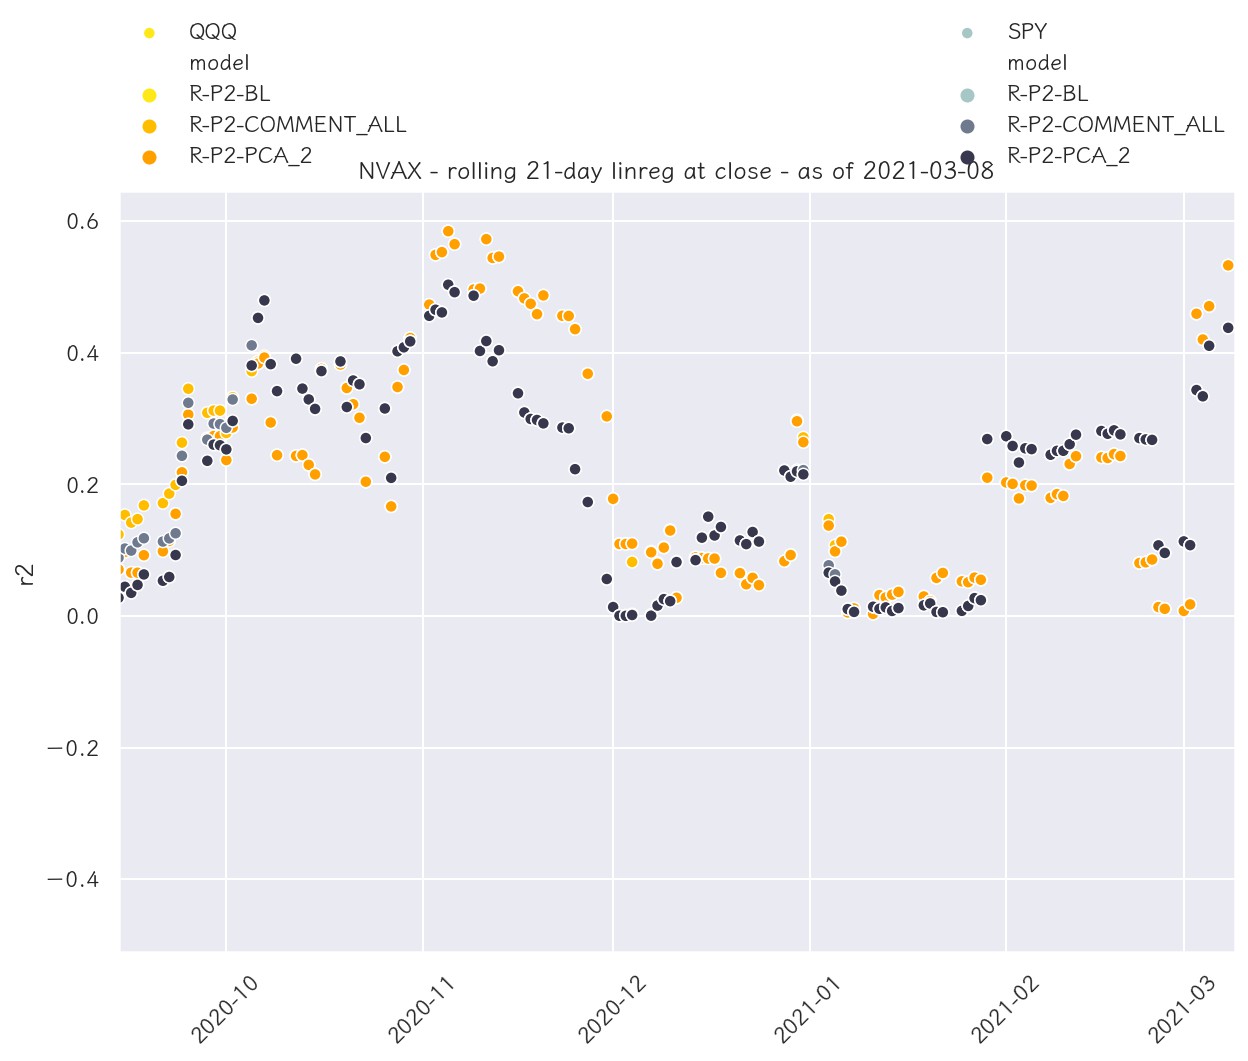 QQQ
model
R-P2-BL
R-P2-COMMENT_ALL
R-P2-PCA_2
SPY
model
R-P2-BL
R-P2-COMMENT_ALL
R-P2-PCA_2
NVAX - rolling 21-day linreg at close - as of 2021-03-08
0.6
0.4
0.2
0.0
−0.2
−0.4
r2
2020-10
2020-11
2020-12
2021-01
2021-02
2021-03